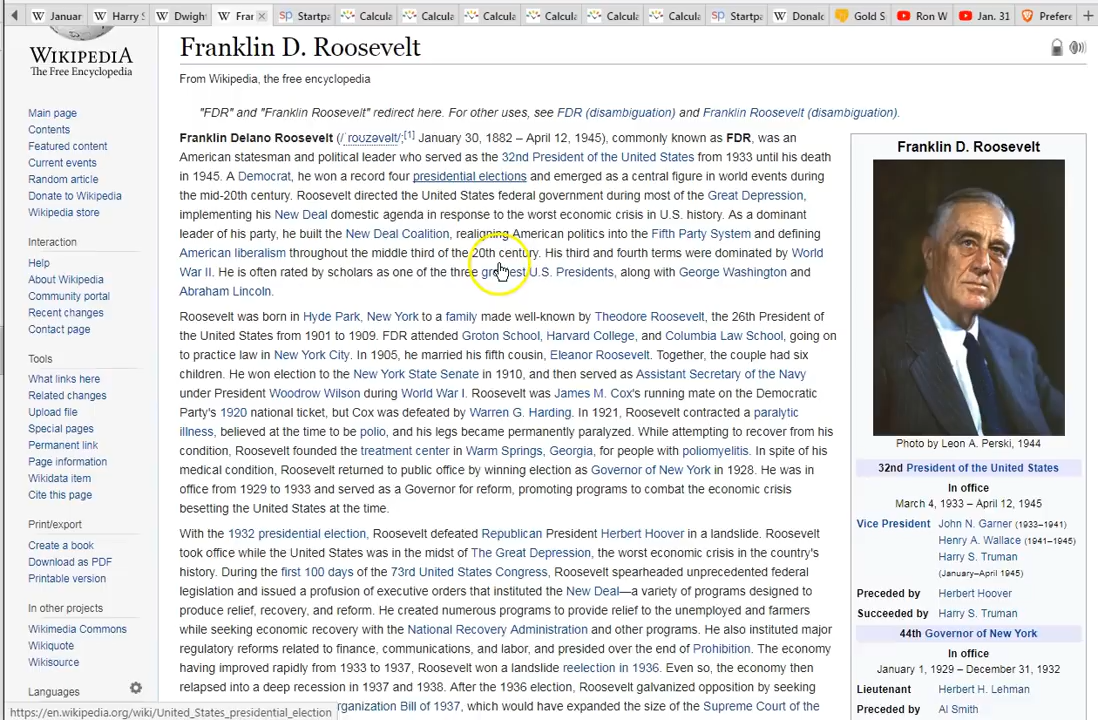 Januar
Harry S
Dwight
Fra
Startpa
Calcula
Calcula
Calcula
Calcula
Calcula
Calcula
Startpa
Donalc
Gold S
Ron W
Jan. 31
Prefere
WIKIPEDIA
The Free Encyclopedia
Main page
Contents
Featured content
Current events
Random article
Donate to Wikipedia
Wikipedia store
Interaction
Help
About Wikipedia
Community portal
Recent changes
Contact page
Tools
What links here
Related changes
Upload file
Special pages
Permanent link
Page information
Wikidata item
Cite this page
Print/export
Create a book
Download as PDF
Printable version
In other projects
Wikimedia Commons
Wikiquote
Wikisource
Languages
https://en.wikipedia.org/wiki/United_States_presidential_election
Franklin D. Roosevelt
From Wikipedia, the free encyclopedia
"FDR" and "Franklin Roosevelt" redirect here. For other uses, see FDR (disambiguation) and Franklin Roosevelt (disambiguation).
Franklin Delano Roosevelt (/ˈroʊzəvəlt/;[1] January 30, 1882 – April 12, 1945), commonly known as FDR, was an
American statesman and political leader who served as the 32nd President of the United States from 1933 until his death
in 1945. A Democrat, he won a record four presidential elections and emerged as a central figure in world events during
the mid-20th century. Roosevelt directed the United States federal government during most of the Great Depression,
implementing his New Deal domestic agenda in response to the worst economic crisis in U.S. history. As a dominant
leader of his party, he built the New Deal Coalition, realigning American politics into the Fifth Party System and defining
American liberalism throughout the middle third of the 20th century. His third and fourth terms were dominated by World
War II. He is often rated by scholars as one of the three greatest U.S. Presidents, along with George Washington and
Abraham Lincoln.
Roosevelt was born in Hyde Park, New York to a family made well-known by Theodore Roosevelt, the 26th President of
the United States from 1901 to 1909. FDR attended Groton School, Harvard College, and Columbia Law School, going on
to practice law in New York City. In 1905, he married his fifth cousin, Eleanor Roosevelt. Together, the couple had six
children. He won election to the New York State Senate in 1910, and then served as Assistant Secretary of the Navy
under President Woodrow Wilson during World War I. Roosevelt was James M. Cox's running mate on the Democratic
Party's 1920 national ticket, but Cox was defeated by Warren G. Harding. In 1921, Roosevelt contracted a paralytic
illness, believed at the time to be polio, and his legs became permanently paralyzed. While attempting to recover from his
condition, Roosevelt founded the treatment center in Warm Springs, Georgia, for people with poliomyelitis. In spite of his
medical condition, Roosevelt returned to public office by winning election as Governor of New York in 1928. He was in
office from 1929 to 1933 and served as a Governor for reform, promoting programs to combat the economic crisis
besetting the United States at the time.
With the 1932 presidential election, Roosevelt defeated Republican President Herbert Hoover in a landslide. Roosevelt
took office while the United States was in the midst of The Great Depression, the worst economic crisis in the country's
history. During the first 100 days of the 73rd United States Congress, Roosevelt spearheaded unprecedented federal
legislation and issued a profusion of executive orders that instituted the New Deal—a variety of programs designed to
produce relief, recovery, and reform. He created numerous programs to provide relief to the unemployed and farmers
while seeking economic recovery with the National Recovery Administration and other programs. He also instituted major
regulatory reforms related to finance, communications, and labor, and presided over the end of Prohibition. The economy
having improved rapidly from 1933 to 1937, Roosevelt won a landslide reelection in 1936. Even so, the economy then
relapsed into a deep recession in 1937 and 1938. After the 1936 election, Roosevelt galvanized opposition by seeking
rganization Bill of 1937, which would have expanded the size of the Supreme Court of the
Franklin D. Roosevelt
Photo by Leon A. Perski, 1944
32nd President of the United States
In office
March 4, 1933 – April 12, 1945
Vice President John N. Garner (1933–1941)
Henry A. Wallace (1941–1945)
Harry S. Truman
(January–April 1945)
Preceded by Herbert Hoover
Succeeded by Harry S. Truman
44th Governor of New York
In office
January 1, 1929 – December 31, 1932
Lieutenant Herbert H. Lehman
Preceded by Al Smith